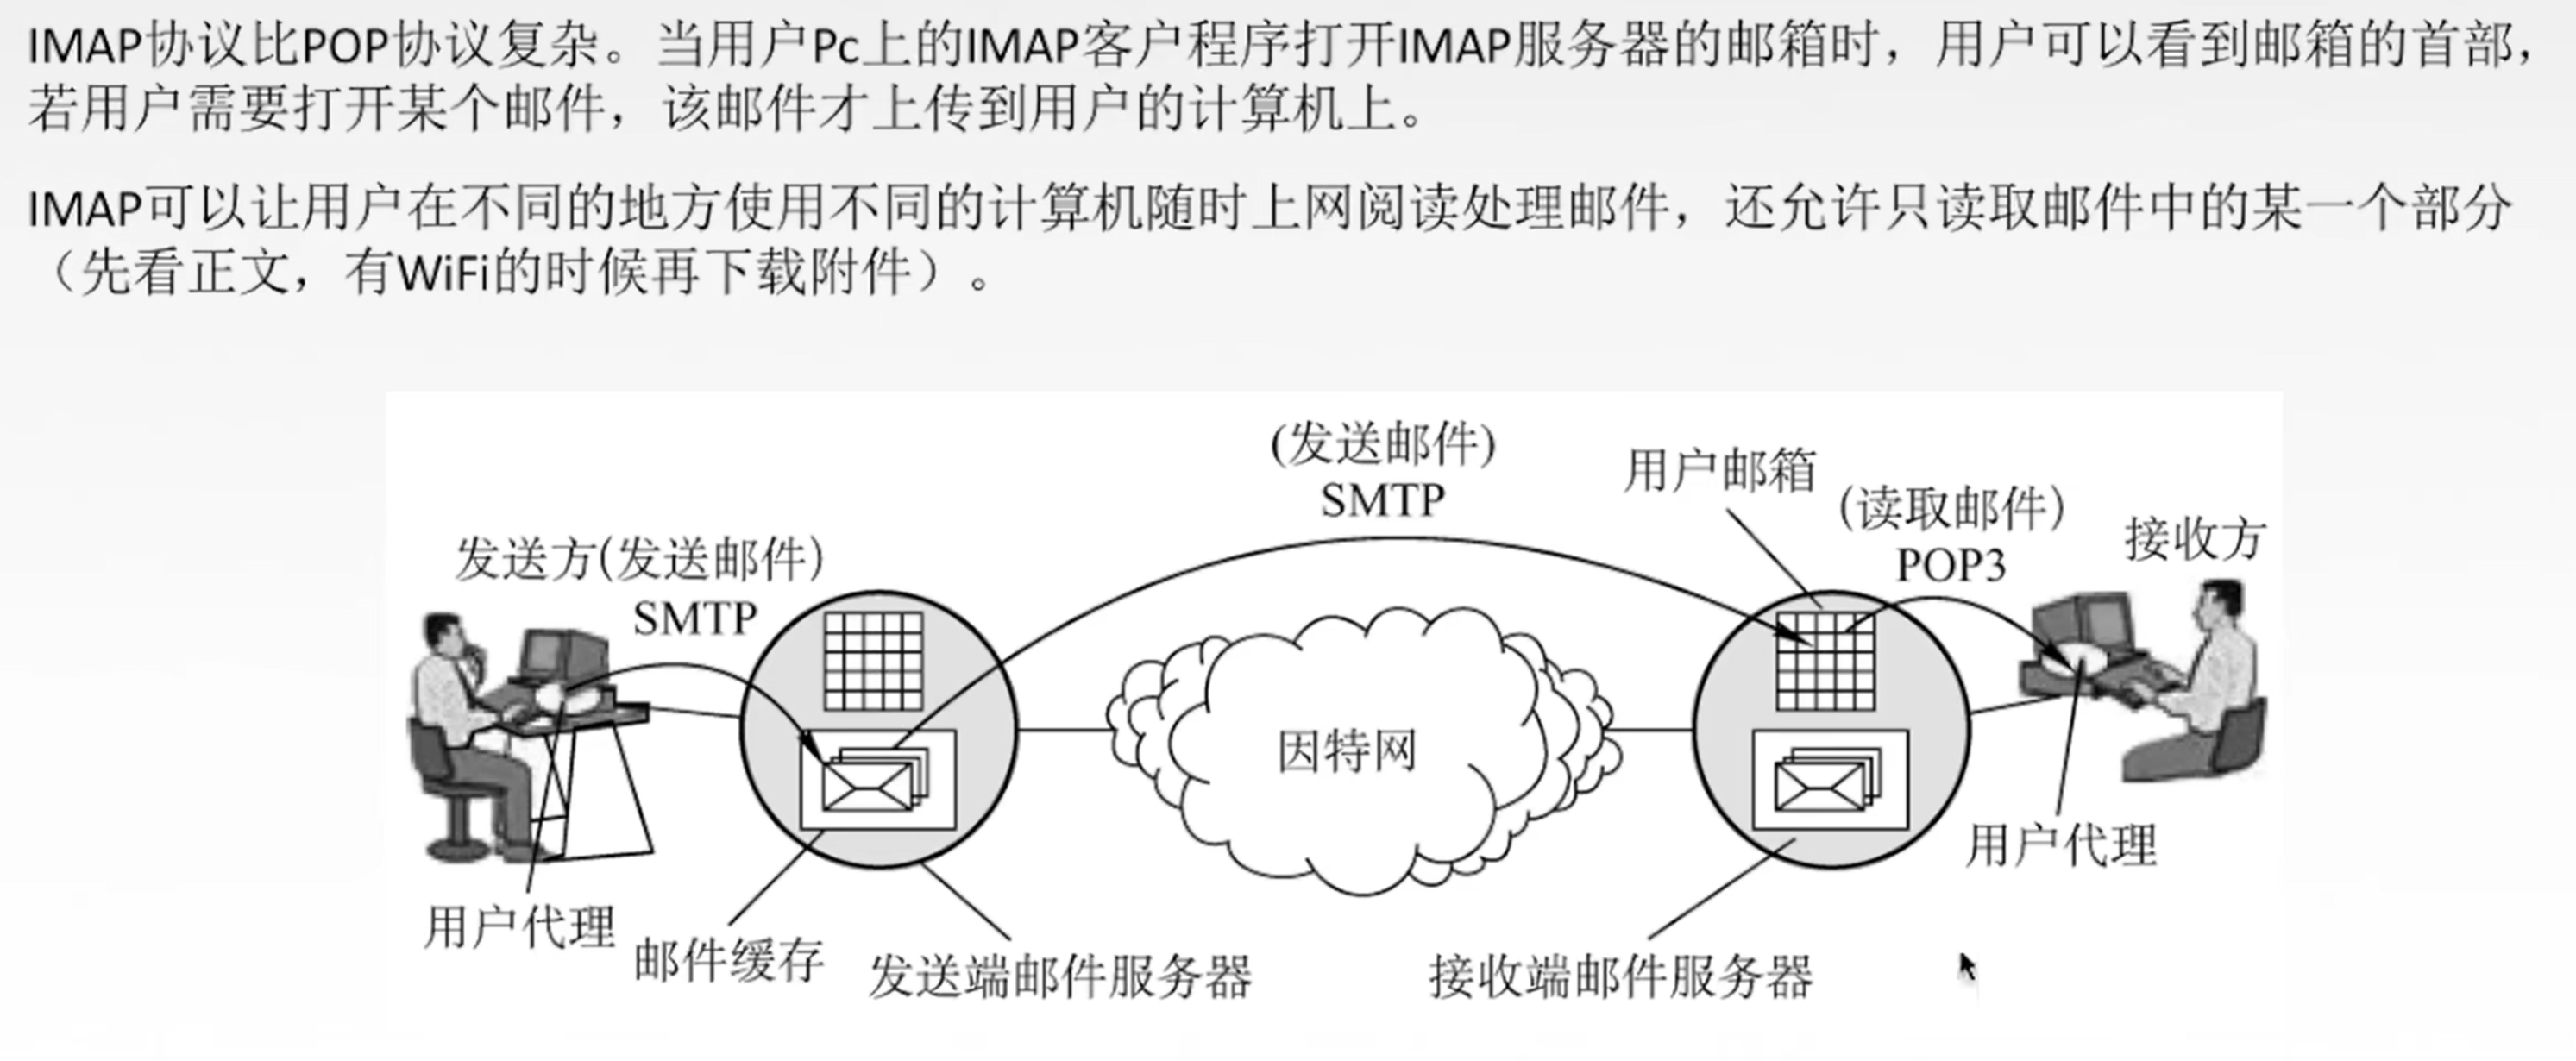 IMAP协议比POP协议复杂。当用户Pc上的IMAP客户程序打开IMAP服务器的邮箱时，用户可以看到邮箱的首部，
若用户需要打开某个邮件，该邮件才上传到用户的计算机上。
IMAP可以让用户在不同的地方使用不同的计算机随时上网阅读处理邮件，还允许只读取邮件中的某一个部分
（先看正文，有WiFi的时候再下载附件）。
(发送邮件)
SMTP
用户邮箱
(读取邮件)
POP3
接收方
发送方(发送邮件)
SMTP
因特网
用户代理
用户代理
邮件缓存
发送端邮件服务器
接收端邮件服务器